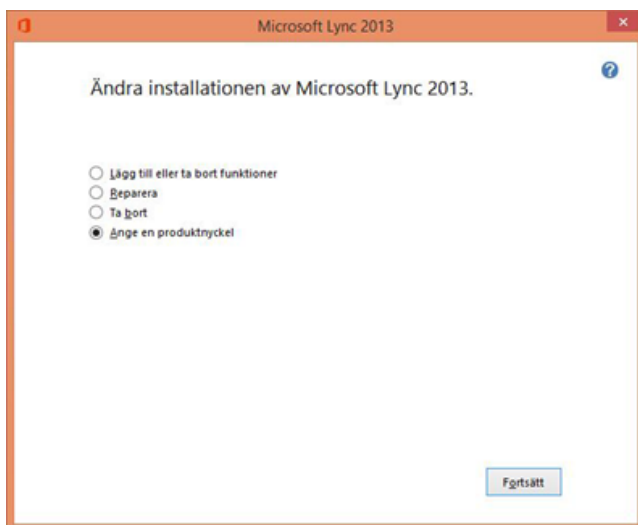 Microsoft Lync 2013
Ändra installationen av Microsoft Lync 2013.
Lägg till eller ta bort funktioner
Reparera
Ta bort
Ange en produktnyckel
Fortsätt